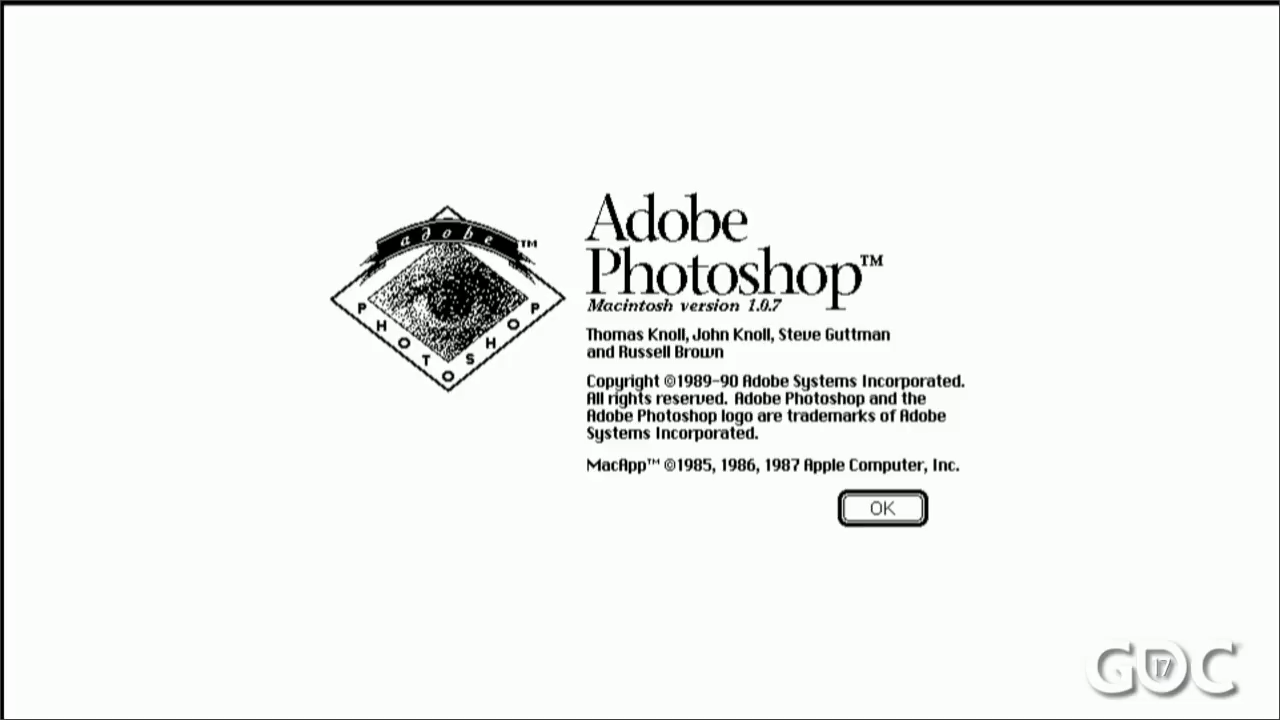 adobe™
PHOTOSHOP
Adobe
Photoshop™
Macintosh version 1.0.7
Thomas Knoll, John Knoll, Steve Guttman
and Russell Brown
Copyright ©1989-90 Adobe Systems Incorporated.
All rights reserved. Adobe Photoshop and the
Adobe Photoshop logo are trademarks of Adobe
Systems Incorporated.
MacApp™ ©1985, 1986, 1987 Apple Computer, Inc.
OK
GDC 17